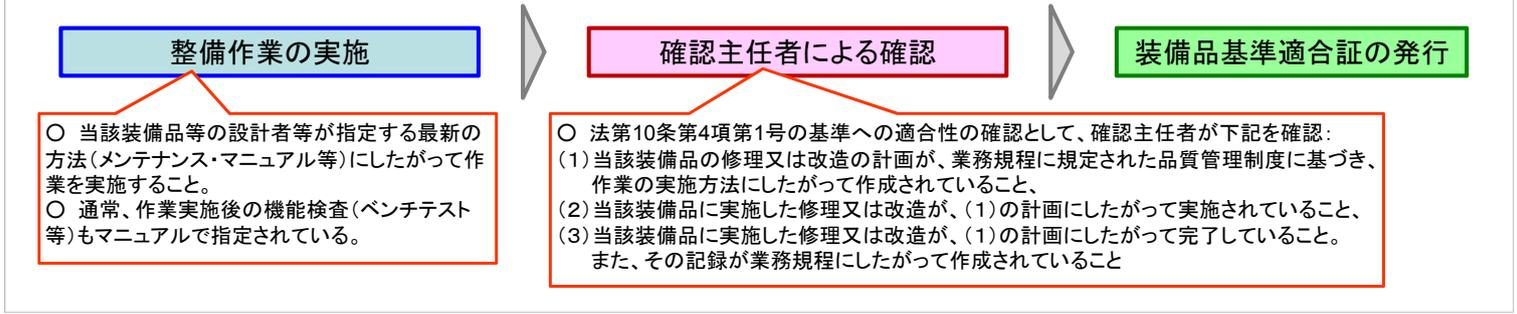 整備作業の実施
確認主任者による確認
装備品基準適合証の発行
○ 当該装備品等の設計者等が指定する最新の
方法(メンテナンス・マニュアル等)にしたがって作
業を実施すること。
○ 通常、作業実施後の機能検査(ベンチテスト
等)もマニュアルで指定されている。
○ 法第10条第4項第1号の基準への適合性の確認として、確認主任者が下記を確認:
(1)当該装備品の修理又は改造の計画が、業務規程に規定された品質管理制度に基づき、
作業の実施方法にしたがって作成されていること、
(2)当該装備品に実施した修理又は改造が、(1)の計画にしたがって実施されていること、
(3)当該装備品に実施した修理又は改造が、(1)の計画にしたがって完了していること。
また、その記録が業務規程にしたがって作成されていること